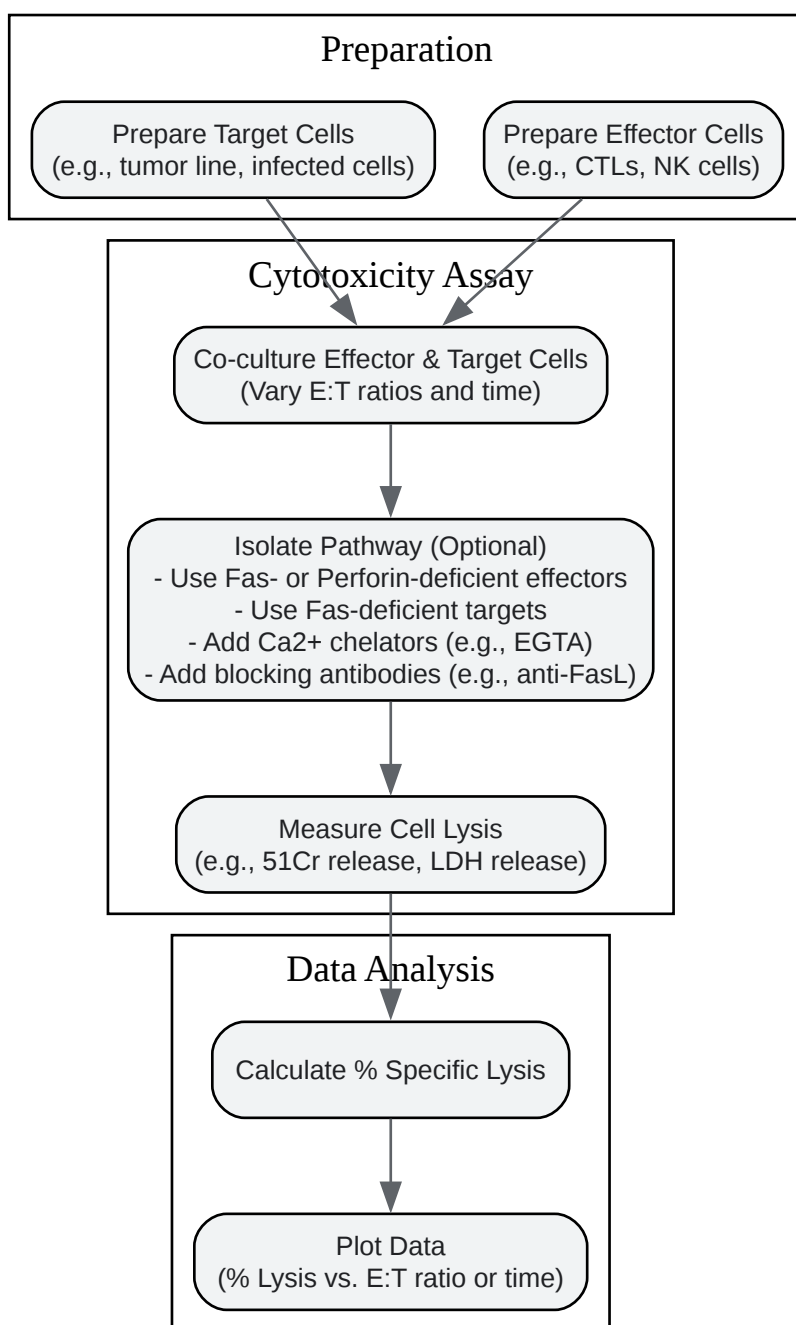 Preparation
Prepare Target Cells
(e.g., tumor line, infected cells)
Prepare Effector Cells
(e.g., CTLs, NK cells)
Cytotoxicity Assay
Co-culture Effector & Target Cells
(Vary E:T ratios and time)
Isolate Pathway (Optional)
- Use Fas- or Perforin-deficient effectors
- Use Fas-deficient targets
- Add Ca2+ chelators (e.g., EGTA)
- Add blocking antibodies (e.g., anti-FasL)
Measure Cell Lysis
(e.g., 51Cr release, LDH release)
Data Analysis
Calculate % Specific Lysis
Plot Data
(% Lysis vs. E:T ratio or time)